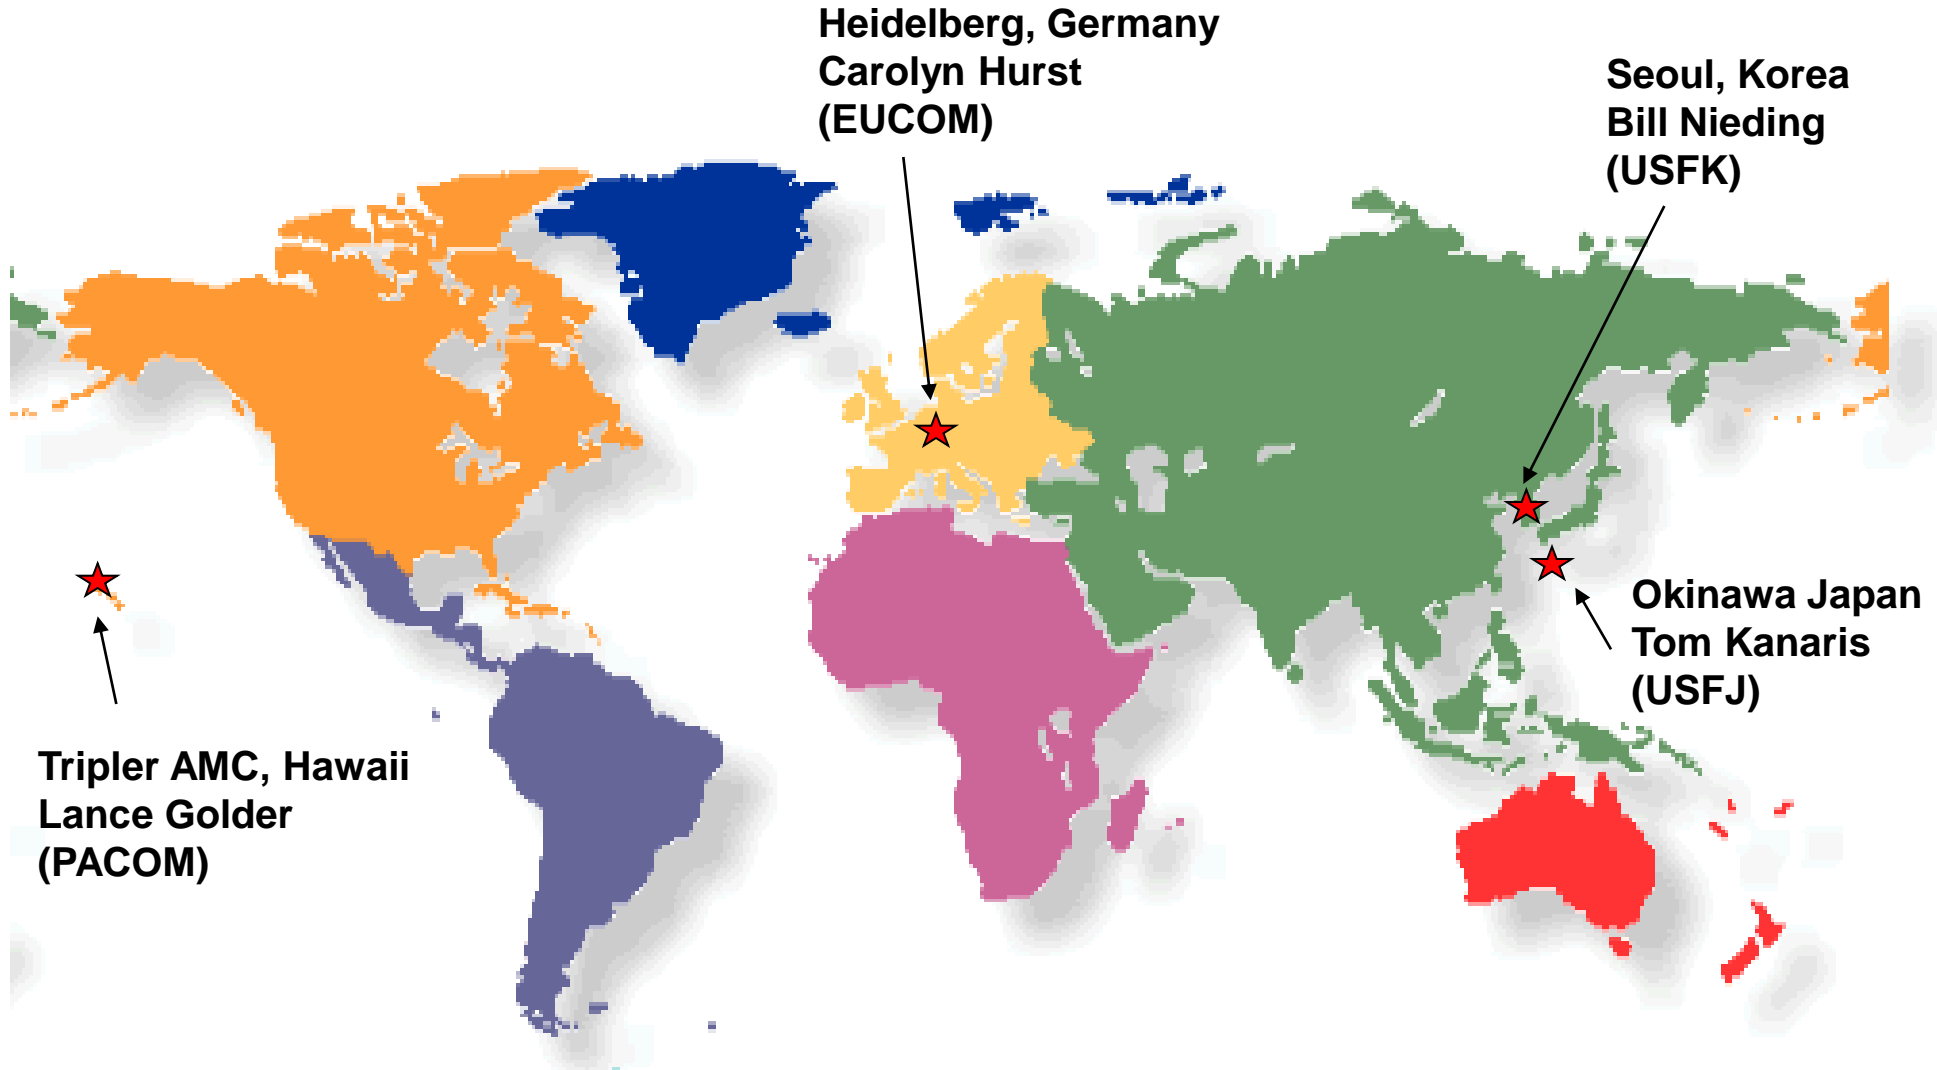 Heidelberg, Germany
Carolyn Hurst
(EUCOM)
Seoul, Korea
Bill Nieding
(USFK)
Okinawa Japan
Tom Kanaris
(USFJ)
Tripler AMC, Hawaii
Lance Golder
(PACOM)